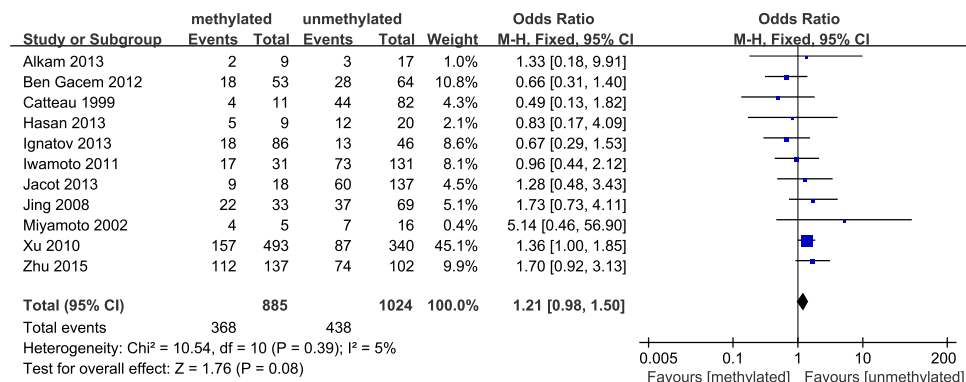 methylated unmethylated Odds Ratio Odds Ratio
Study or Subgroup Events Total Events Total Weight M-H, Fixed, 95% CI M-H, Fixed, 95% CI
Alkam 2013 2 9 3 17 1.0% 1.33 [0.18, 9.91]
Ben Gacem 2012 18 53 28 64 10.8% 0.66 [0.31, 1.40]
Catteau 1999 4 11 44 82 4.3% 0.49 [0.13, 1.82]
Hasan 2013 5 9 12 20 2.1% 0.83 [0.17, 4.09]
Ignatov 2013 18 86 13 46 8.6% 0.67 [0.29, 1.53]
Iwamoto 2011 17 31 73 131 8.1% 0.96 [0.44, 2.12]
Jacot 2013 9 18 60 137 4.5% 1.28 [0.48, 3.43]
Jing 2008 22 33 37 69 5.1% 1.73 [0.73, 4.11]
Miyamoto 2002 4 5 7 16 0.4% 5.14 [0.46, 56.90]
Xu 2010 157 493 87 340 45.1% 1.36 [1.00, 1.85]
Zhu 2015 112 137 74 102 9.9% 1.70 [0.92, 3.13]
Total (95% CI) 885 1024 100.0% 1.21 [0.98, 1.50]
Total events 368 438
Heterogeneity: Chi² = 10.54, df = 10 (P = 0.39); I² = 5%
Test for overall effect: Z = 1.76 (P = 0.08)
0.005 0.1 1 10 200
Favours [methylated] Favours [unmethylated]